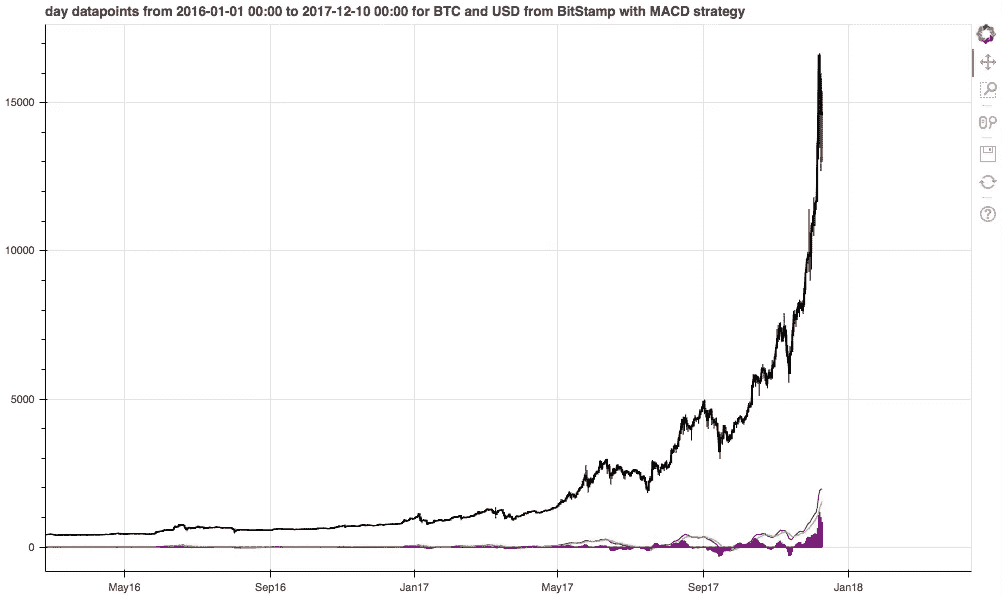 day datapoints from 2016-01-01 00:00 to 2017-12-10 00:00 for BTC and USD from BitStamp with MACD strategy
15000
10000
5000
0
May16 Sep16 Jan17 May17 Sep17 Jan18